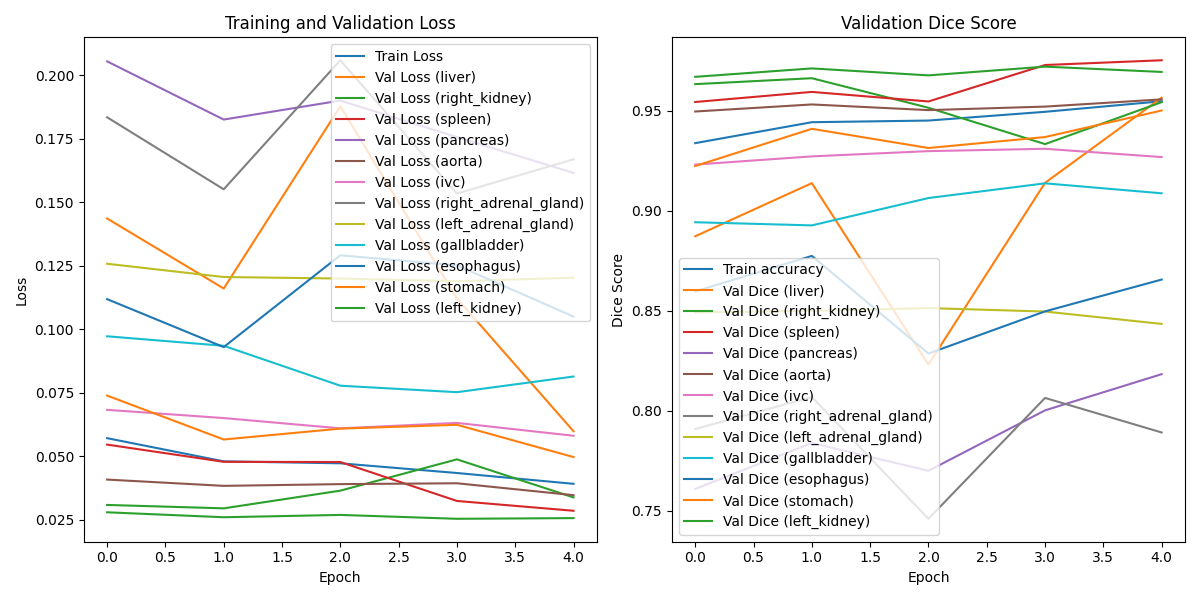 Training and Validation Loss
0.200
0.175
0.150
0.125
0.100
0.075
0.050
0.025
Loss
Train Loss
Val Loss (liver)
Val Loss (right_kidney)
Val Loss (spleen)
Val Loss (pancreas)
Val Loss (aorta)
Val Loss (ivc)
Val Loss (right_adrenal_gland)
Val Loss (left_adrenal_gland)
Val Loss (gallbladder)
Val Loss (esophagus)
Val Loss (stomach)
Val Loss (left_kidney)
0.0 0.5 1.0 1.5 2.0 2.5 3.0 3.5 4.0
Epoch
Validation Dice Score
0.95
0.90
0.85
0.80
0.75
Dice Score
Train accuracy
Val Dice (liver)
Val Dice (right_kidney)
Val Dice (spleen)
Val Dice (pancreas)
Val Dice (aorta)
Val Dice (ivc)
Val Dice (right_adrenal_gland)
Val Dice (left_adrenal_gland)
Val Dice (gallbladder)
Val Dice (esophagus)
Val Dice (stomach)
Val Dice (left_kidney)
0.0 0.5 1.0 1.5 2.0 2.5 3.0 3.5 4.0
Epoch